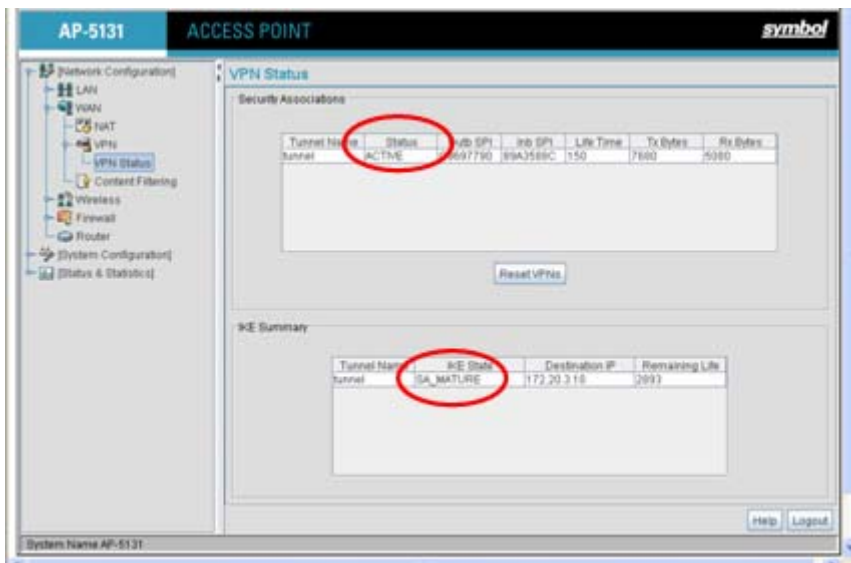 AP-5131 ACCESS POINT symbol
[Network Configuration]
LAN
WAN
NAT
VPN
VPN Status
Content Filtering
Wireless
Firewall
Router
[System Configuration]
[Status & Statistics]
VPN Status
Security Associations
Tunnel Name Status Outb SPI Inb SPI Life Time Tx Bytes Rx Bytes
tunnel ACTIVE 150 7680 5080
Reset VPNs
IKE Summary
Tunnel Name IKE State Destination IP Remaining Life
tunnel SA_MATURE 172.20.3.10 2893
Help Logout
System Name AP-5131